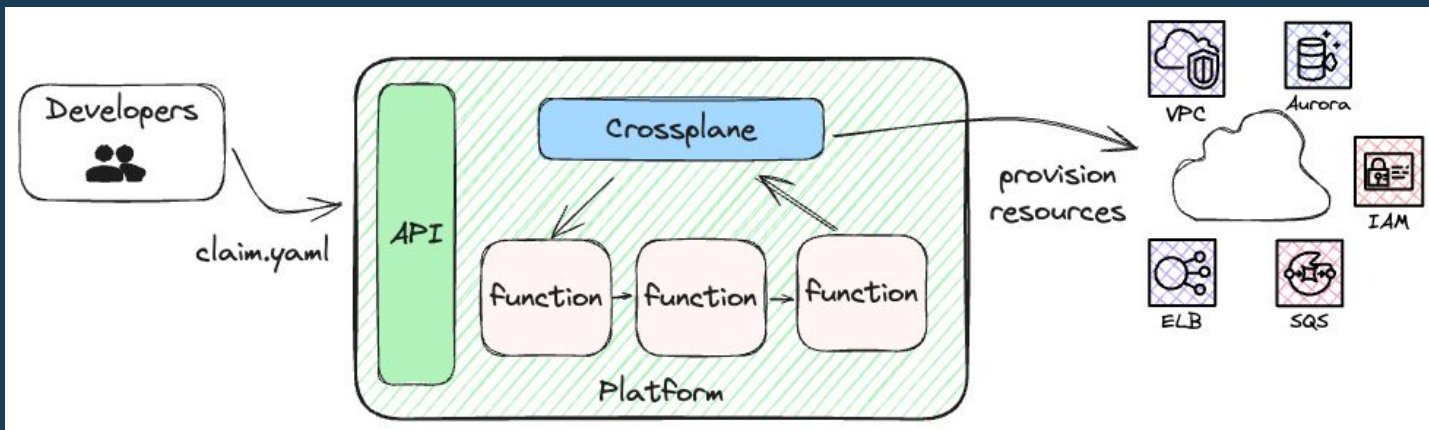 Developers
claim.yaml
API
Crossplane
function
function
function
Platform
provision
resources
VPC
Aurora
IAM
ELB
SQS